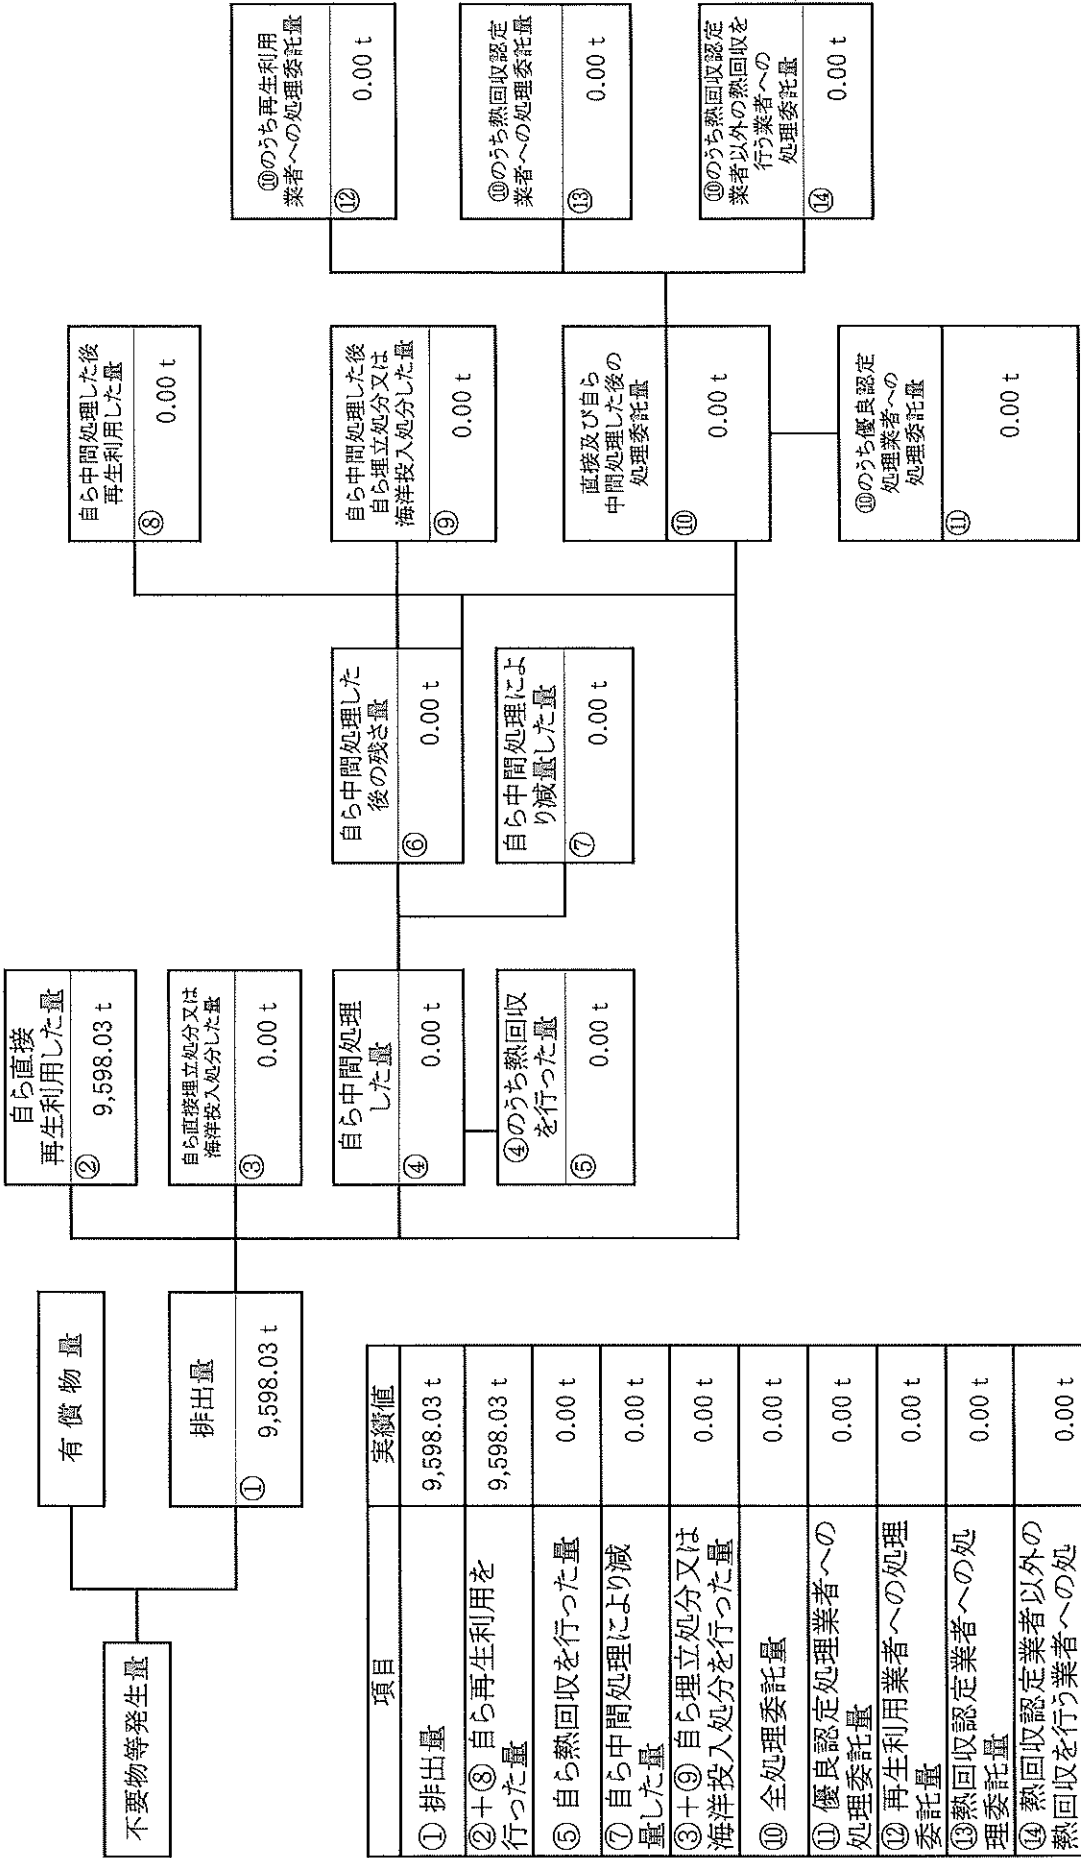 不要物等発生量
有償物量
排出量
① 9,598.03 t
自ら直接
再生利用した量
② 9,598.03 t
自ら直接埋立処分又は
海洋投入処分した量
③ 0.00 t
自ら中間処理
した量
④ 0.00 t
④のうち熱回収
を行った量
⑤ 0.00 t
自ら中間処理した
後の残さ量
⑥ 0.00 t
自ら中間処理によ
り減量した量
⑦ 0.00 t
自ら中間処理した後
再生利用した量
⑧ 0.00 t
自ら中間処理した後
自ら埋立処分又は
海洋投入処分した量
⑨ 0.00 t
直接及び自ら
中間処理した後の
処理委託量
⑩ 0.00 t
⑩のうち優良認定
処理業者への
処理委託量
⑪ 0.00 t
⑩のうち再生利用
業者への処理委託量
⑫ 0.00 t
⑩のうち熱回収認定
業者への処理委託量
⑬ 0.00 t
⑩のうち熱回収認定
業者以外の熱回収を
行う業者への
処理委託量
⑭ 0.00 t
項目 実績値
① 排出量 9,598.03 t
②+⑧ 自ら再生利用を
行った量 9,598.03 t
⑤ 自ら熱回収を行った量 0.00 t
⑦ 自ら中間処理により減
量した量 0.00 t
③+⑨ 自ら埋立処分又は
海洋投入処分を行った量 0.00 t
⑩ 全処理委託量 0.00 t
⑪ 優良認定処理業者への
処理委託量 0.00 t
⑫ 再生利用業者への処理
委託量 0.00 t
⑬熱回収認定業者への処
理委託量 0.00 t
⑭ 熱回収認定業者以外の
熱回収を行う業者への処 0.00 t